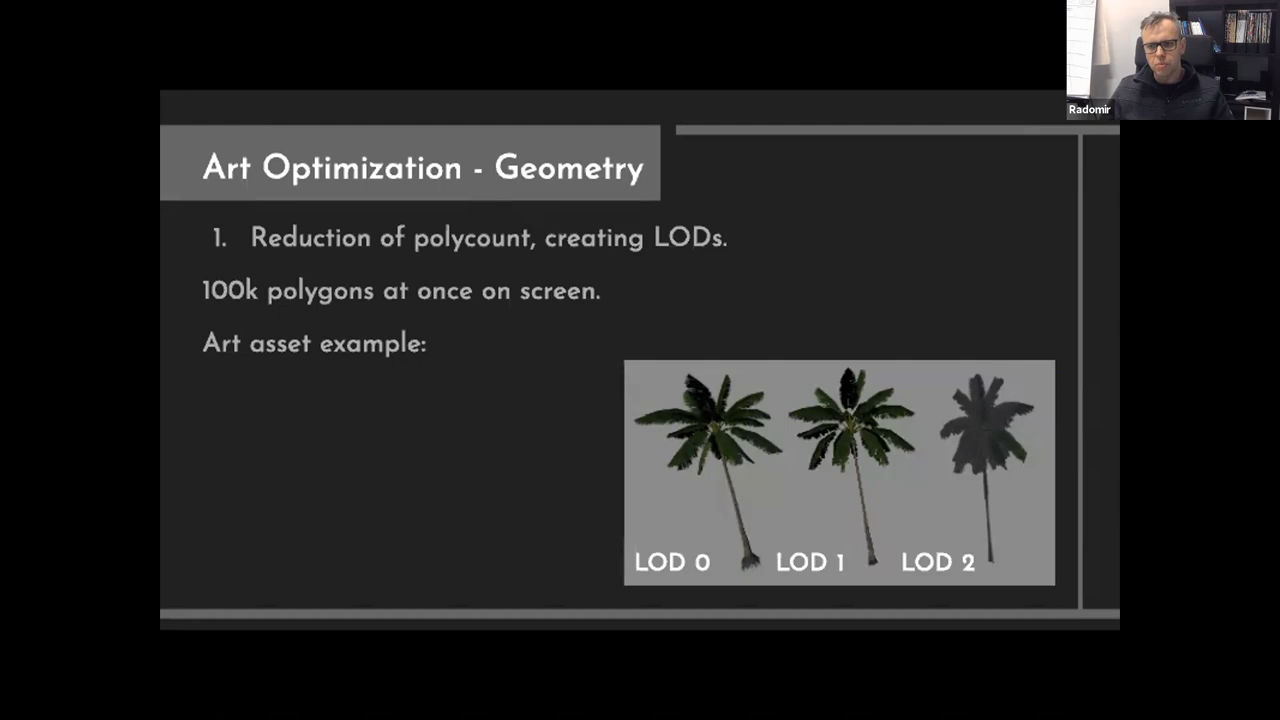 Radomir
Art Optimization - Geometry
1. Reduction of polycount, creating LODs.
100k polygons at once on screen.
Art asset example:
LOD 0 LOD 1 LOD 2